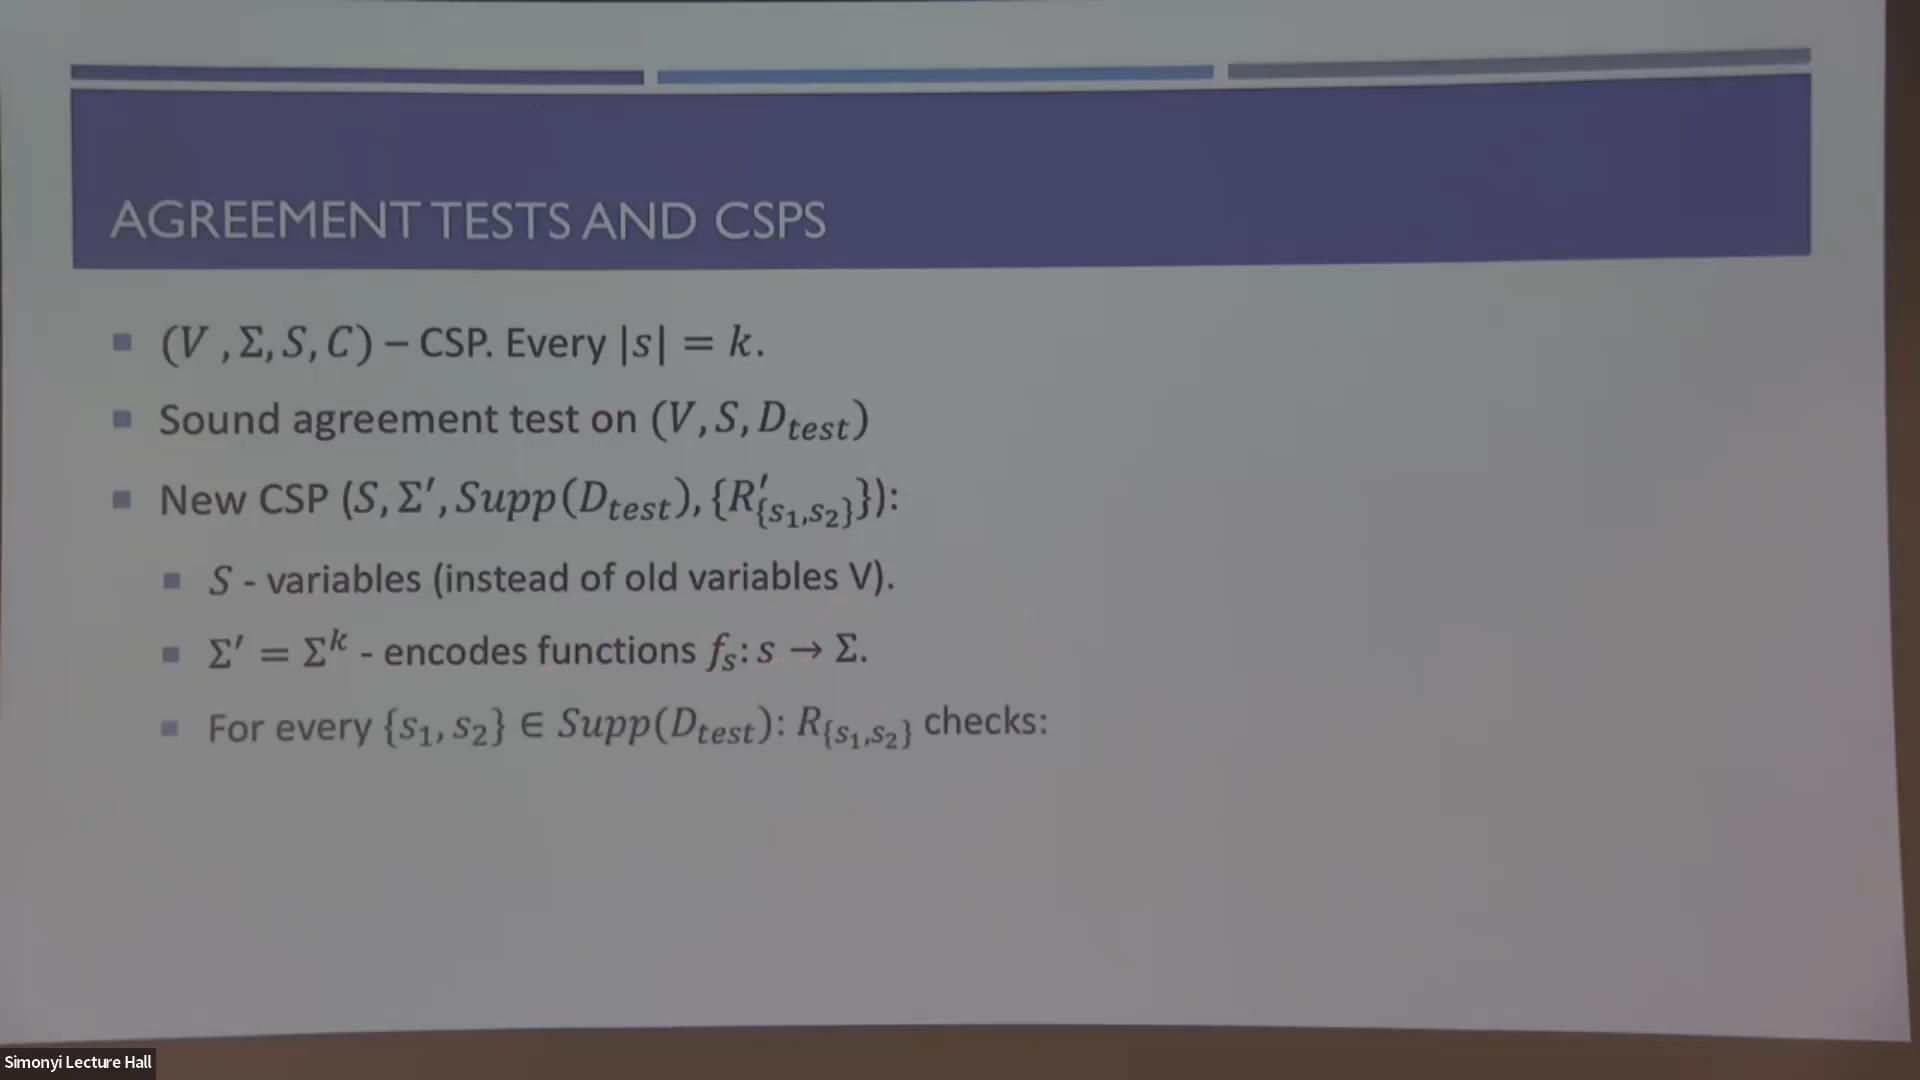 AGREEMENT TESTS AND CSPS
(V , Σ, S, C) – CSP. Every |s| = k.
Sound agreement test on (V, S, D_test)
New CSP (S, Σ′, Supp(D_test), {R′_{s₁,s₂}}):
S - variables (instead of old variables V).
Σ′ = Σ^k - encodes functions f_s: s → Σ.
For every {s₁, s₂} ∈ Supp(D_test): R_{s₁,s₂} checks:
Simonyi Lecture Hall